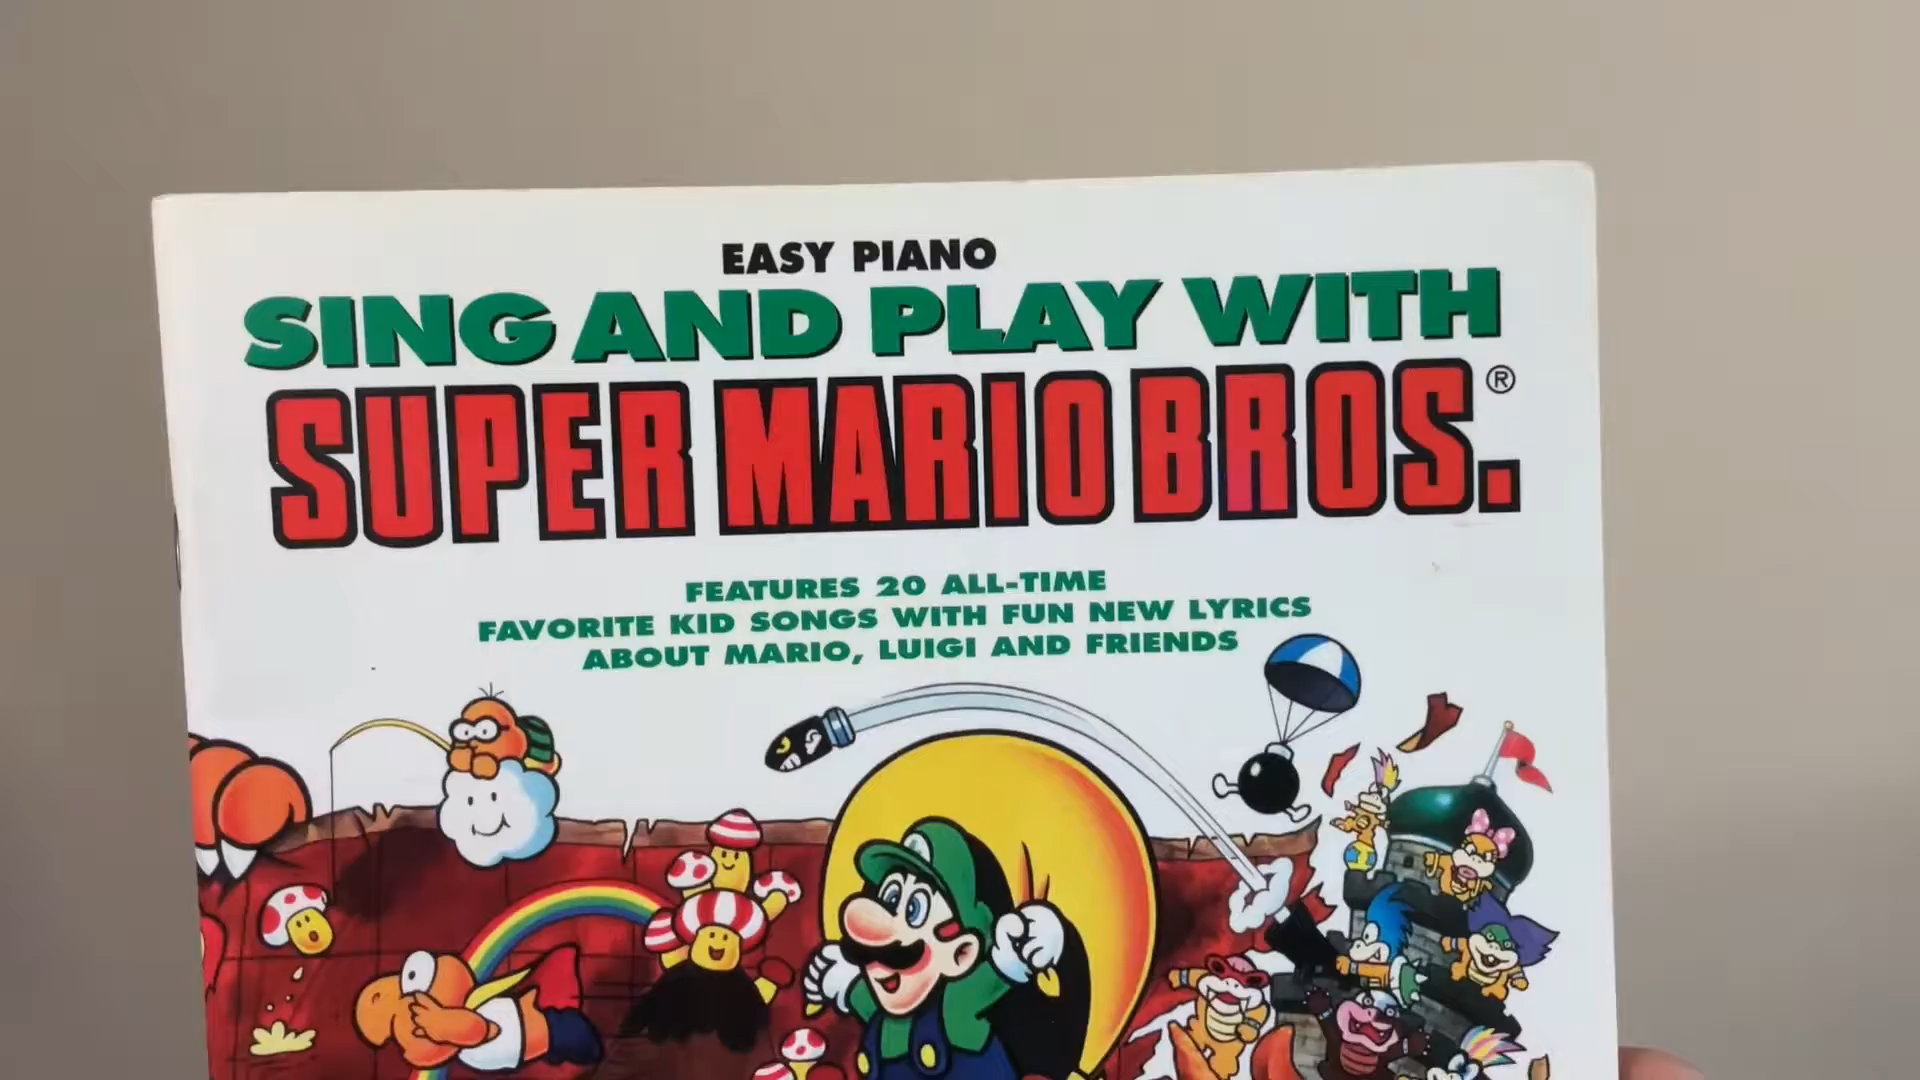 EASY PIANO
SING AND PLAY WITH
SUPER MARIO BROS.®
FEATURES 20 ALL-TIME
FAVORITE KID SONGS WITH FUN NEW LYRICS
ABOUT MARIO, LUIGI AND FRIENDS